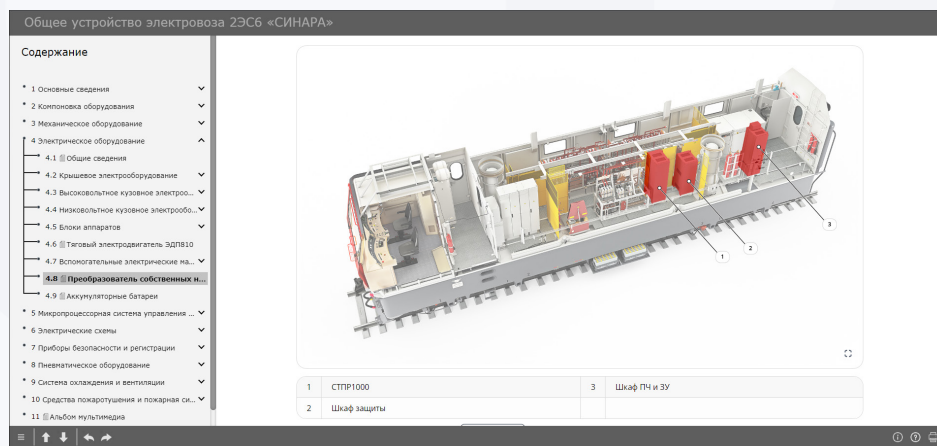 Общее устройство электровоза 2ЭС6 «СИНАРА»
Содержание
1 Основные сведения
2 Компоновка оборудования
3 Механическое оборудование
4 Электрическое оборудование
4.1 Общие сведения
4.2 Крышевое электрооборудование
4.3 Высоковольтное кузовное электроо...
4.4 Низковольтное кузовное электрообо...
4.5 Блоки аппаратов
4.6 Тяговый электродвигатель ЭДП810
4.7 Вспомогательные электрические ма...
4.8 Преобразователь собственных н...
4.9 Аккумуляторные батареи
5 Микропроцессорная система управления ...
6 Электрические схемы
7 Приборы безопасности и регистрации
8 Пневматическое оборудование
9 Система охлаждения и вентиляции
10 Средства пожаротушения и пожарная си...
11 Альбом мультимедиа
1
2
3
1 СТПР1000 3 Шкаф ПЧ и ЗУ
2 Шкаф защиты